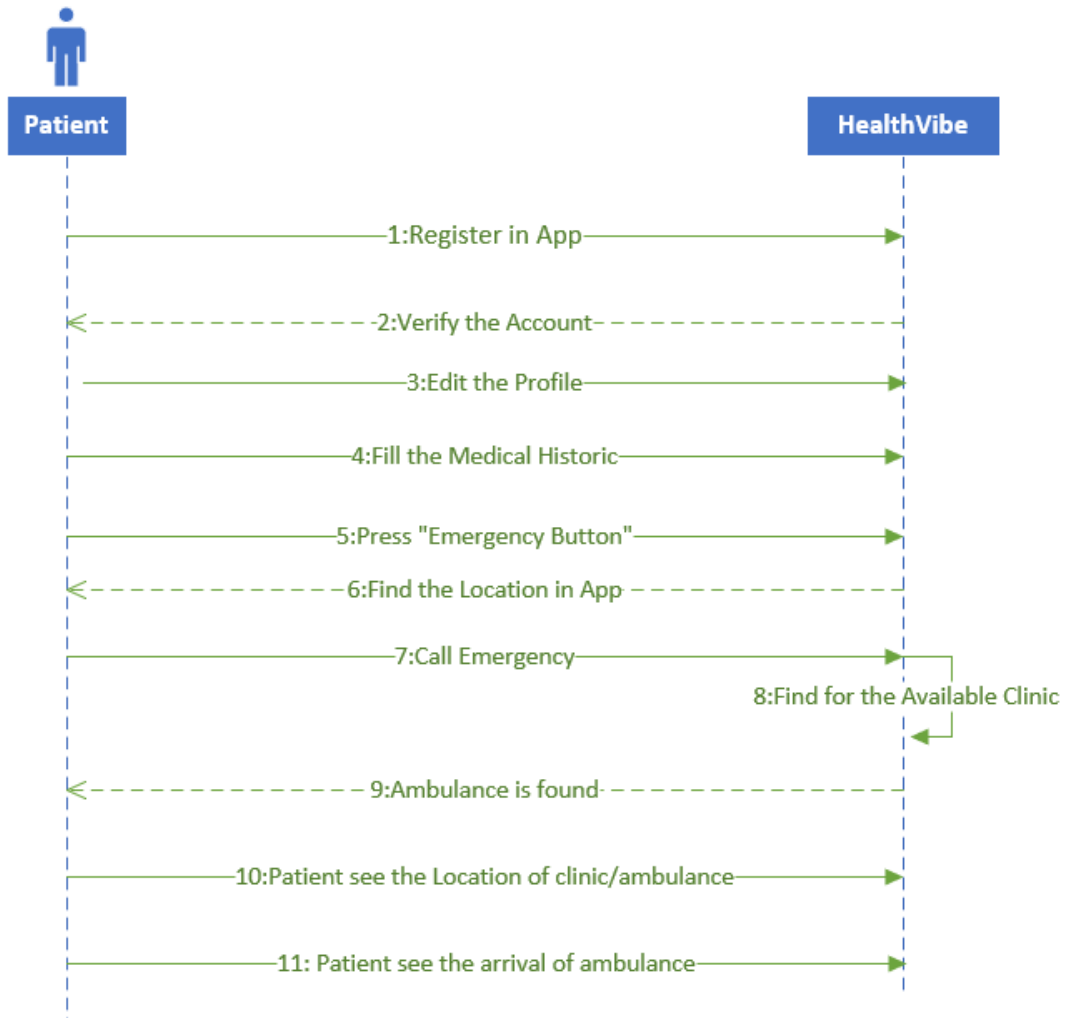 Patient
HealthVibe
1:Register in App
2:Verify the Account
3:Edit the Profile
4:Fill the Medical Historic
5:Press "Emergency Button"
6:Find the Location in App
7:Call Emergency
8:Find for the Available Clinic
9:Ambulance is found
10:Patient see the Location of clinic/ambulance
11: Patient see the arrival of ambulance